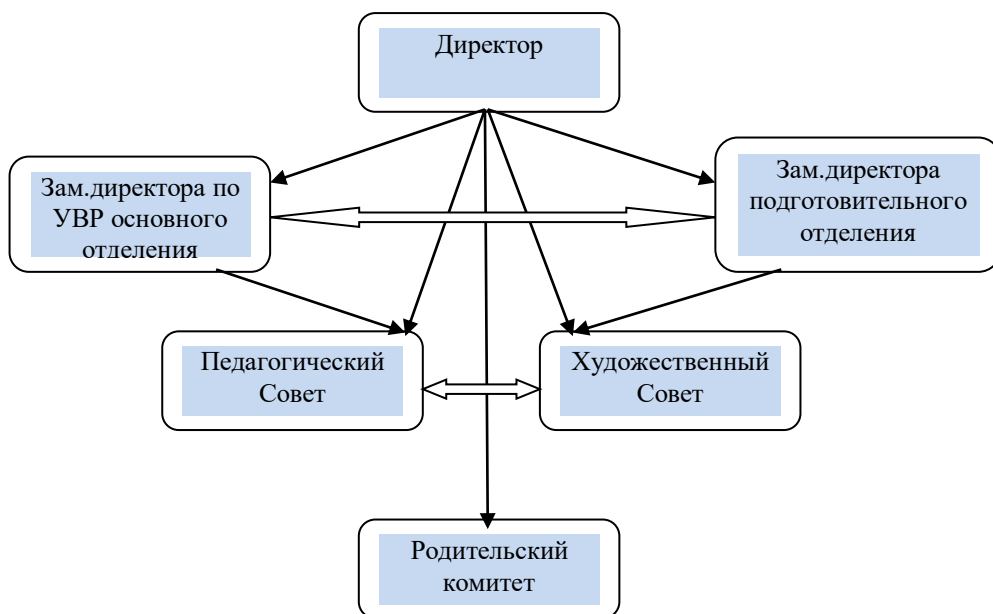 Директор
Зам.директора по
УВР основного
отделения
Зам.директора
подготовительного
отделения
Педагогический
Совет
Художественный
Совет
Родительский
комитет